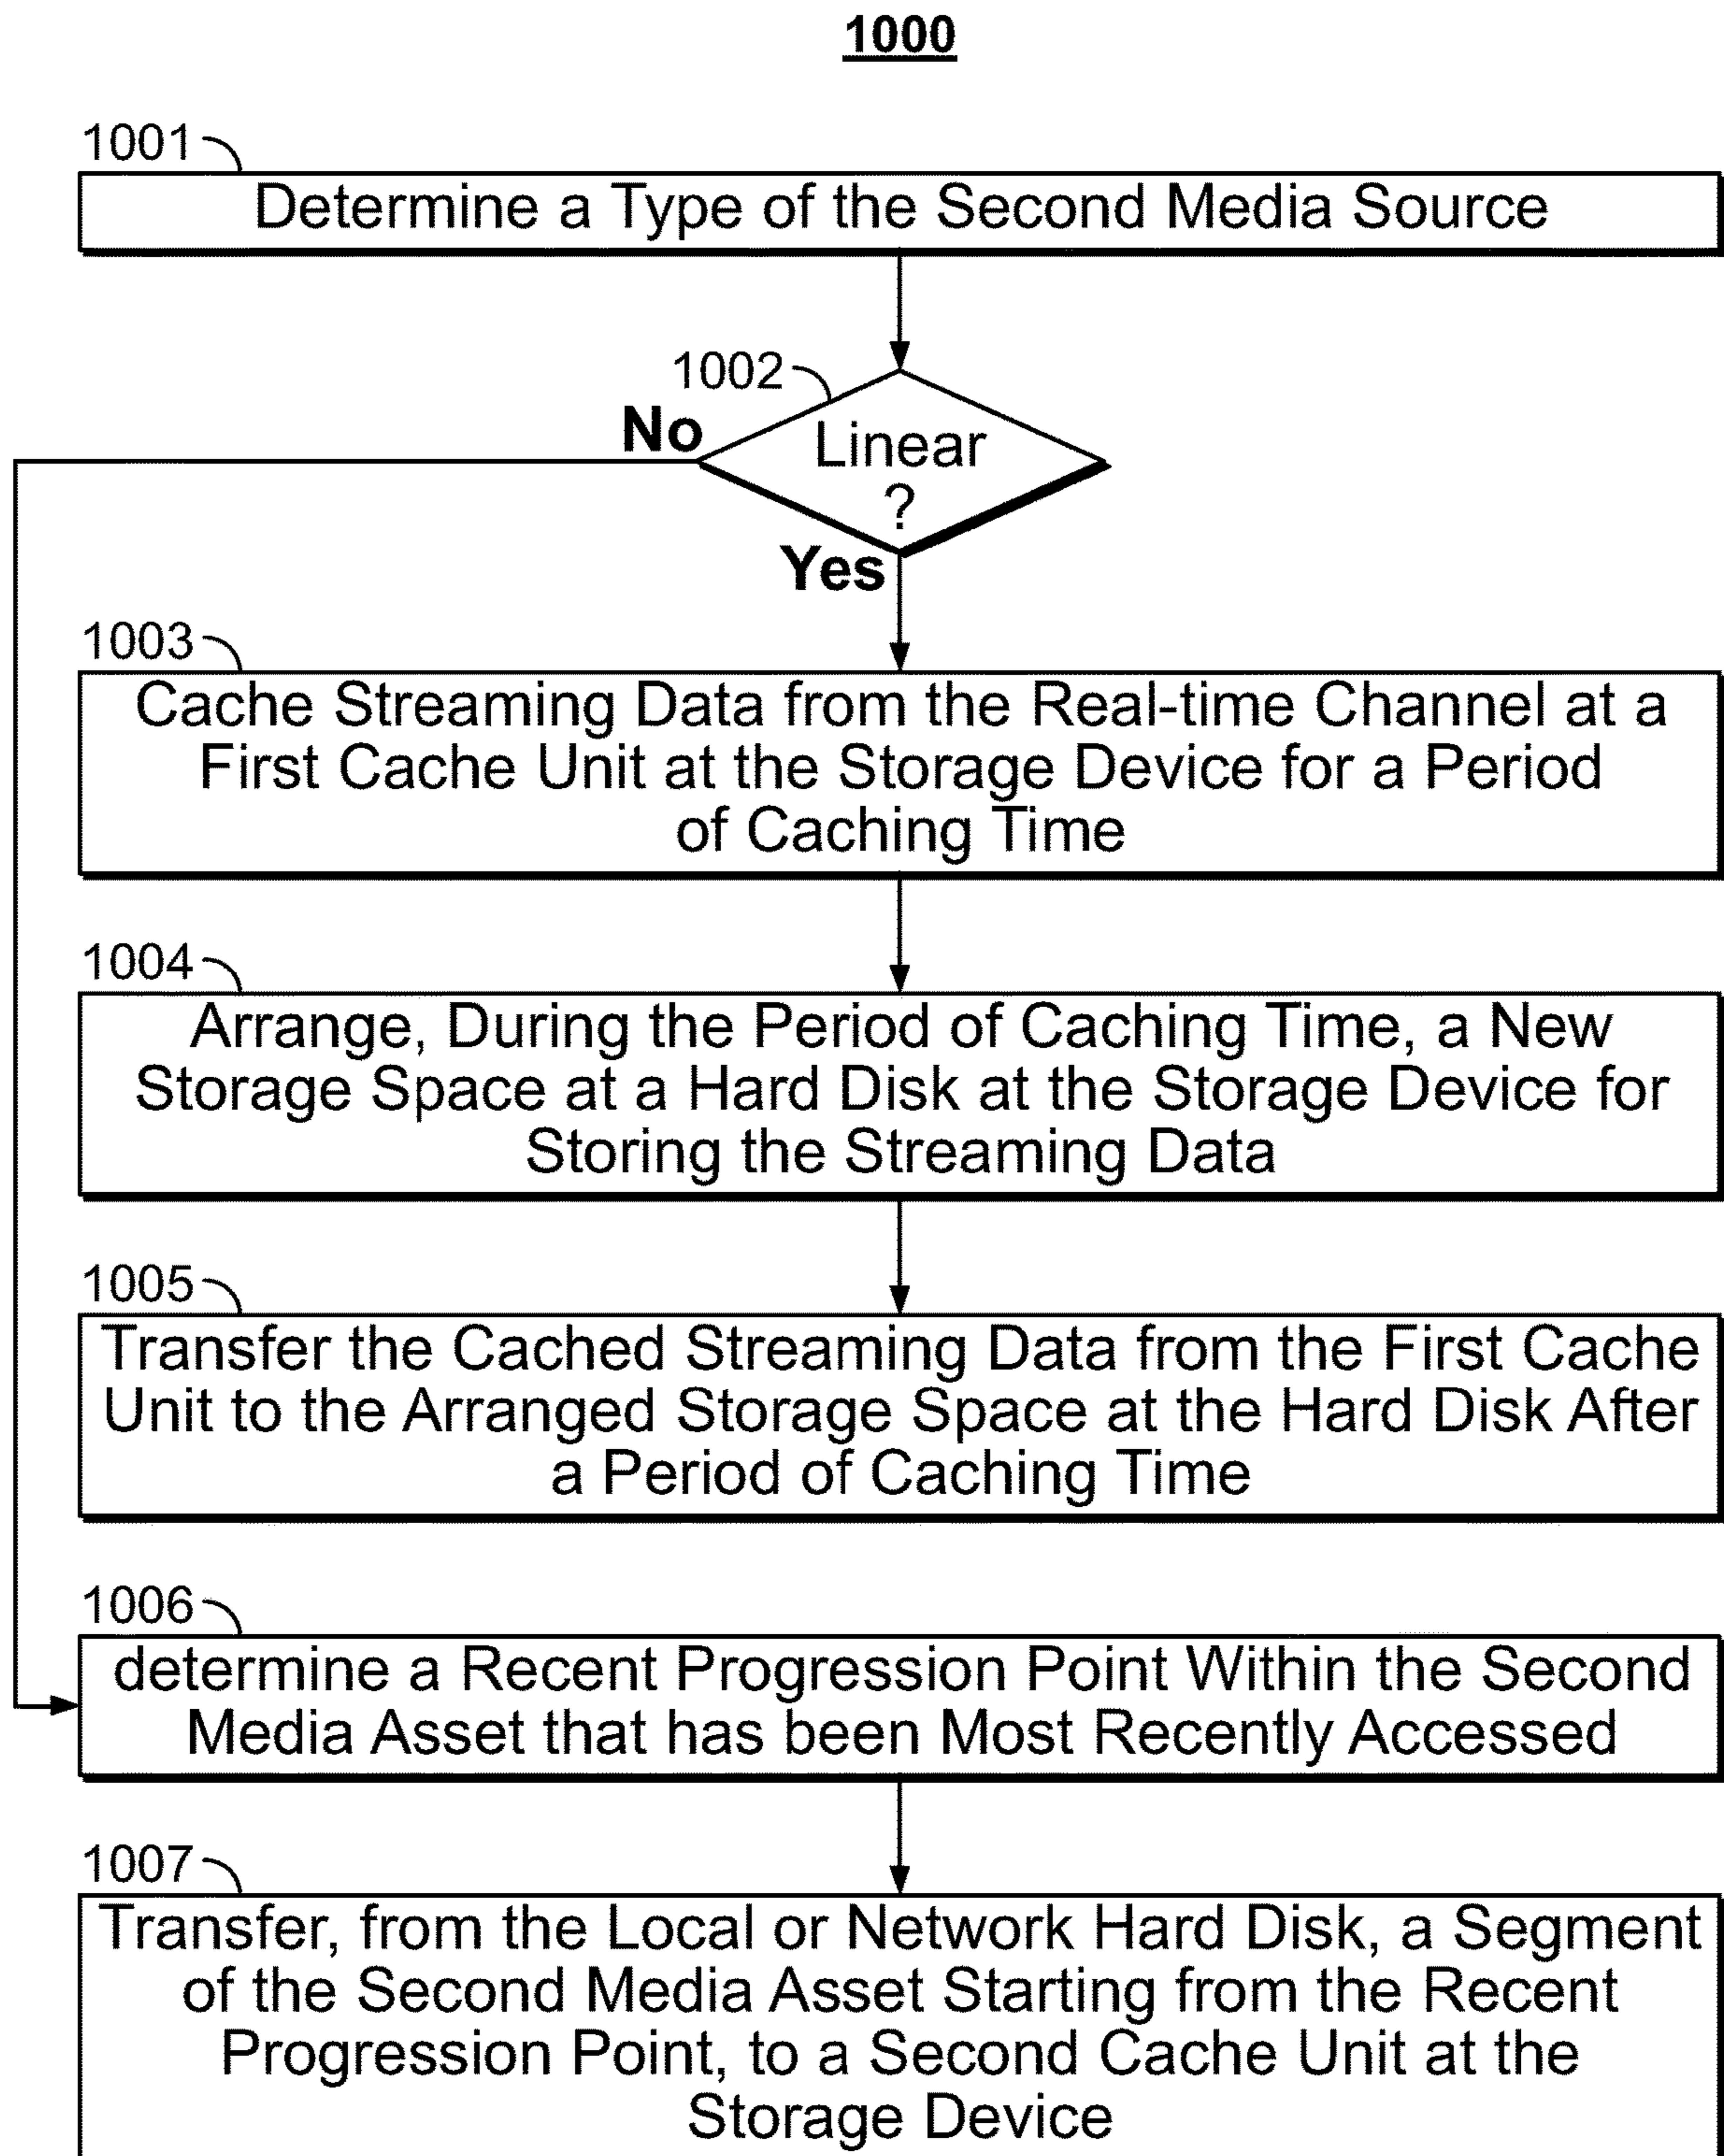 1000
1001
Determine a Type of the Second Media Source
1002
No
Linear
?
Yes
1003
Cache Streaming Data from the Real-time Channel at a
First Cache Unit at the Storage Device for a Period
of Caching Time
1004
Arrange, During the Period of Caching Time, a New
Storage Space at a Hard Disk at the Storage Device for
Storing the Streaming Data
1005
Transfer the Cached Streaming Data from the First Cache
Unit to the Arranged Storage Space at the Hard Disk After
a Period of Caching Time
1006
determine a Recent Progression Point Within the Second
Media Asset that has been Most Recently Accessed
1007
Transfer, from the Local or Network Hard Disk, a Segment
of the Second Media Asset Starting from the Recent
Progression Point, to a Second Cache Unit at the
Storage Device